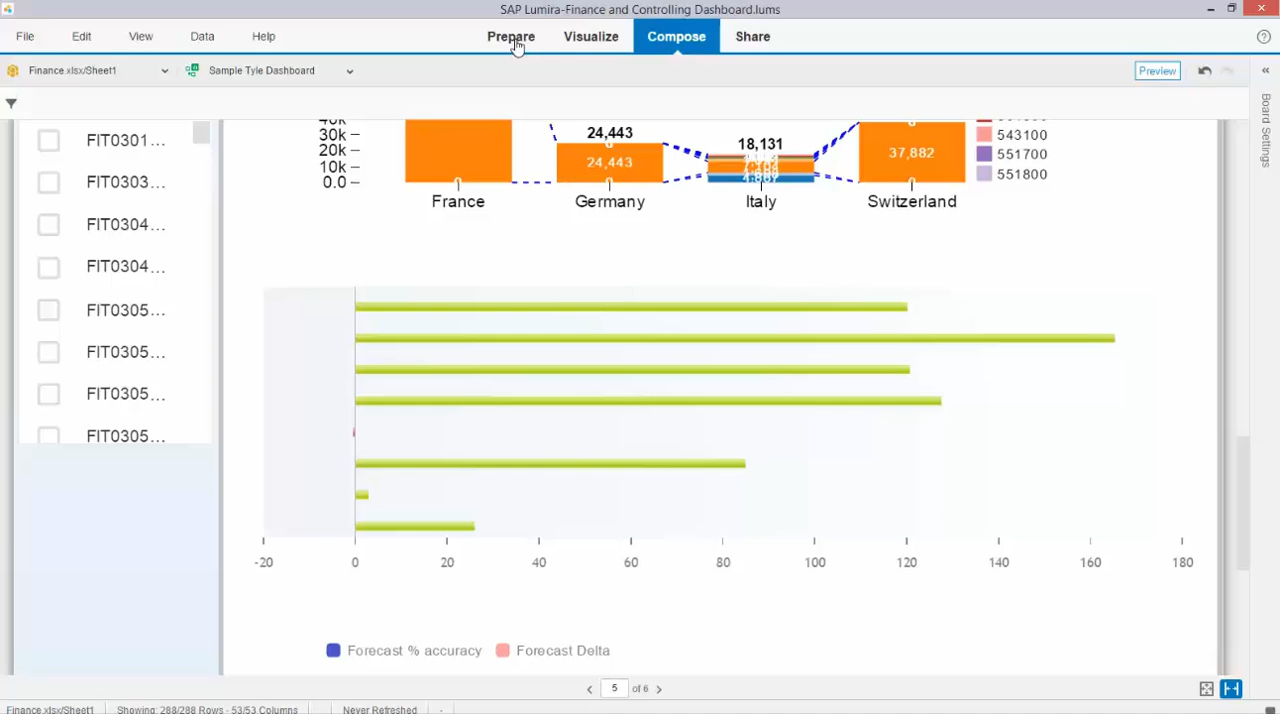 SAP Lumira-Finance and Controlling Dashboard.lums
File Edit View Data Help Prepare Visualize Compose Share
Finance.xlsx/Sheet1 Sample Tyle Dashboard Preview
Board Settings
FIT0301...
FIT0303...
FIT0304...
FIT0304...
FIT0305...
FIT0305...
FIT0305...
FIT0305...
40k
30k
20k
10k
0.0
24,443
24,443
18,131
37,882
0 0 0 0
France Germany Italy Switzerland
543100
551700
551800
-20 0 20 40 60 80 100 120 140 160 180
Forecast % accuracy Forecast Delta
5 of 6
Finance.xlsx/Sheet1 Showing: 288/288 Rows - 53/53 Columns Never Refreshed -